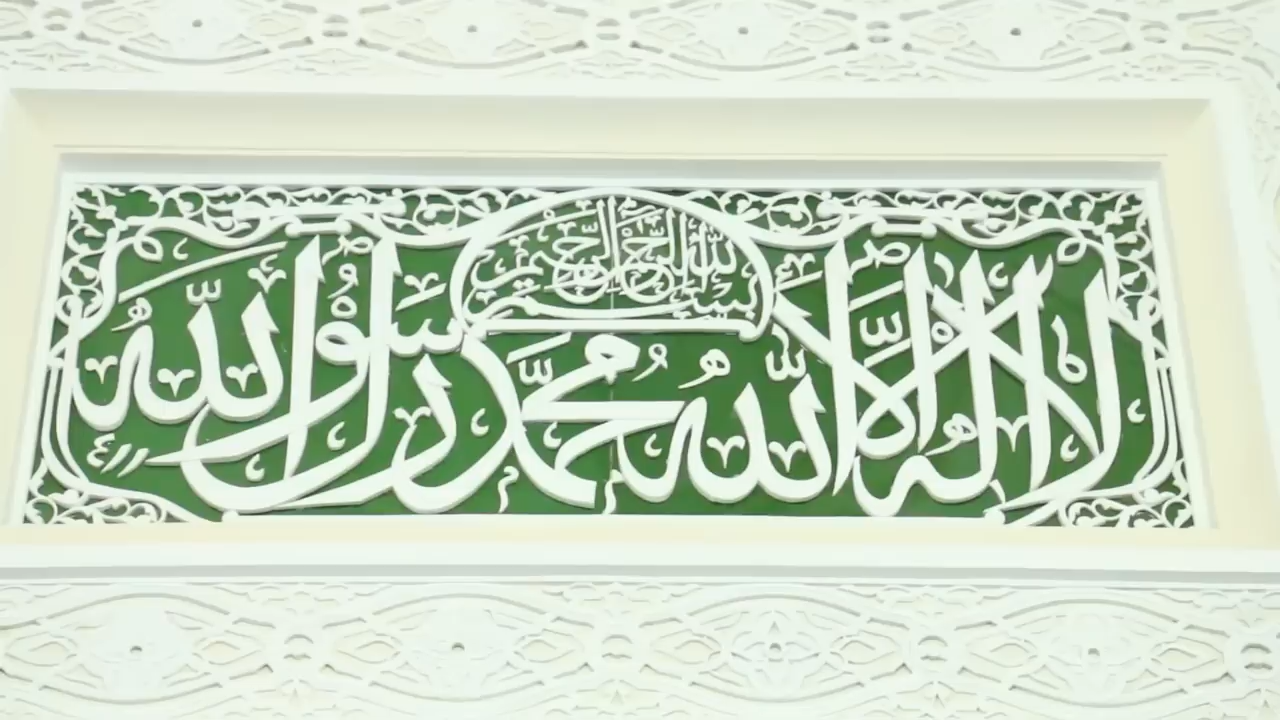 بسم الله الرحمن الرحيم
لا إله إلا الله محمد رسول الله